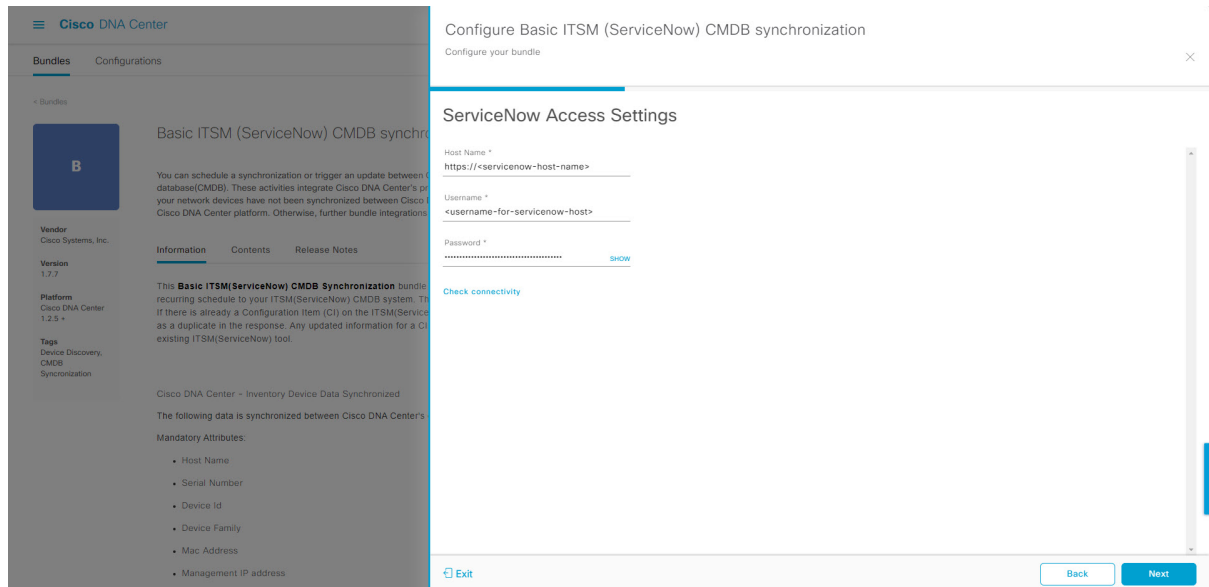 Cisco DNA Center
Bundles Configurations
< Bundles
B
Vendor
Cisco Systems, Inc.
Version
1.7.7
Platform
Cisco DNA Center
1.2.5 +
Tags
Device Discovery,
CMDB
Syncronization
Basic ITSM (ServiceNow) CMDB synchro
You can schedule a synchronization or trigger an update between
database(CMDB). These activities integrate Cisco DNA Center's pr
your network devices have not been synchronized between Cisco
Cisco DNA Center platform. Otherwise, further bundle integrations
Information Contents Release Notes
This Basic ITSM(ServiceNow) CMDB Synchronization bundle
recurring schedule to your ITSM(ServiceNow) CMDB system. Th
If there is already a Configuration Item (CI) on the ITSM(Service
as a duplicate in the response. Any updated information for a CI
existing ITSM(ServiceNow) tool.
Cisco DNA Center - Inventory Device Data Synchronized
The following data is synchronized between Cisco DNA Center's
Mandatory Attributes:
• Host Name
• Serial Number
• Device Id
• Device Family
• Mac Address
• Management IP address
Configure Basic ITSM (ServiceNow) CMDB synchronization
Configure your bundle
ServiceNow Access Settings
Host Name *
https://<servicenow-host-name>
Username *
<username-for-servicenow-host>
Password *
SHOW
Check connectivity
Exit
Back Next